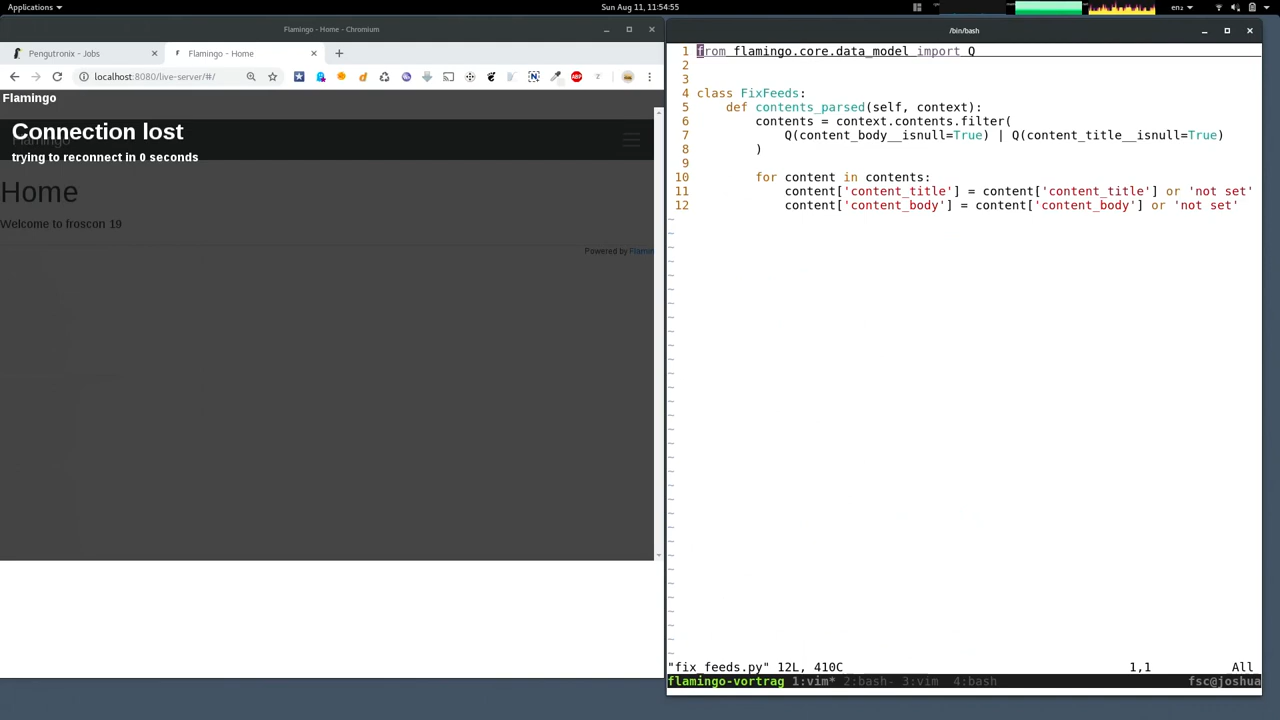 Applications
Sun Aug 11, 11:54:55
en₂
Flamingo - Home - Chromium
Pengutronix - Jobs
Flamingo - Home
localhost:8080/live-server/#/
Flamingo
Connection lost
Flamingo
trying to reconnect in 0 seconds
Home
Welcome to froscon 19
Powered by Flamin
/bin/bash
1 from flamingo.core.data_model import Q
2
3
4 class FixFeeds:
5 def contents_parsed(self, context):
6 contents = context.contents.filter(
7 Q(content_body__isnull=True) | Q(content_title__isnull=True)
8 )
9
10 for content in contents:
11 content['content_title'] = content['content_title'] or 'not set'
12 content['content_body'] = content['content_body'] or 'not set'
"fix_feeds.py" 12L, 410C 1,1 All
flamingo-vortrag 1:vim* 2:bash- 3:vim 4:bash fsc@joshua